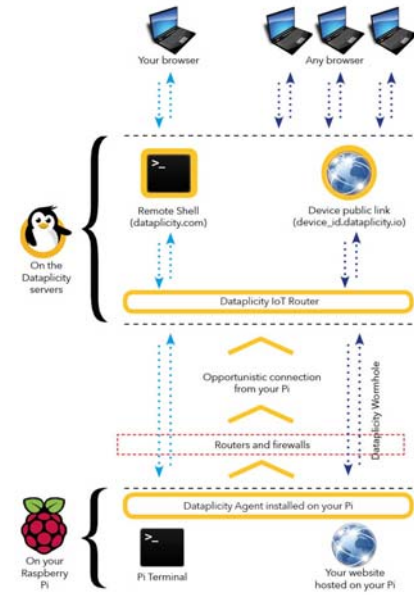 Your browser
Any browser
>_
Remote Shell
(dataplicity.com)
Device public link
(device_id.dataplicity.io)
On the
Dataplicity
servers
Dataplicity IoT Router
Opportunistic connection
from your Pi
Dataplicity Wormhole
Routers and firewalls
Dataplicity Agent installed on your Pi
>_
On your
Raspberry
Pi
Pi Terminal
Your website
hosted on your Pi